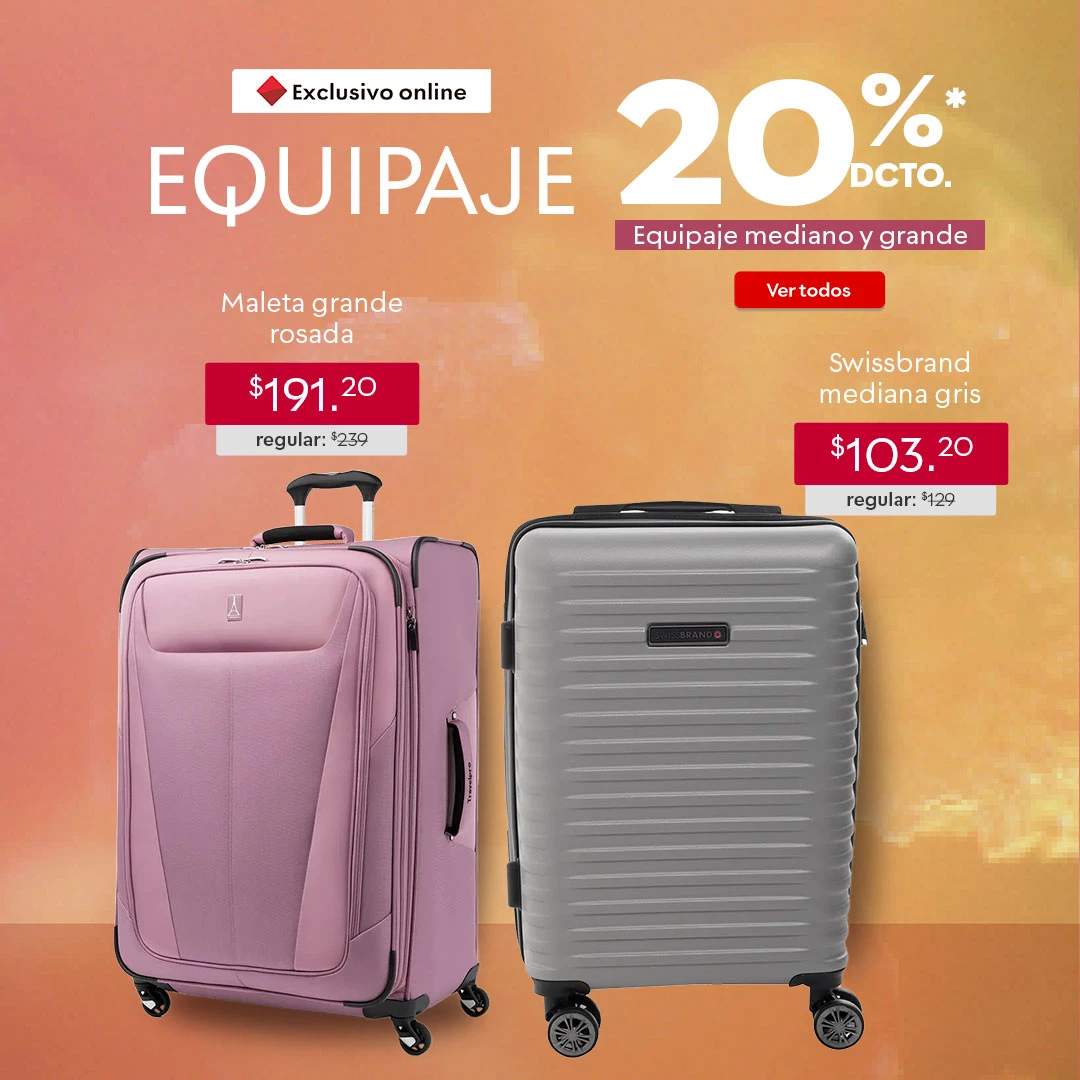 Exclusivo online
EQUIPAJE
20%*
DCTO.
Equipaje mediano y grande
Ver todos
Maleta grande
rosada
$191.20
regular: $239
Swissbrand
mediana gris
$103.20
regular: $129
SWISSBRAND
Travelpro